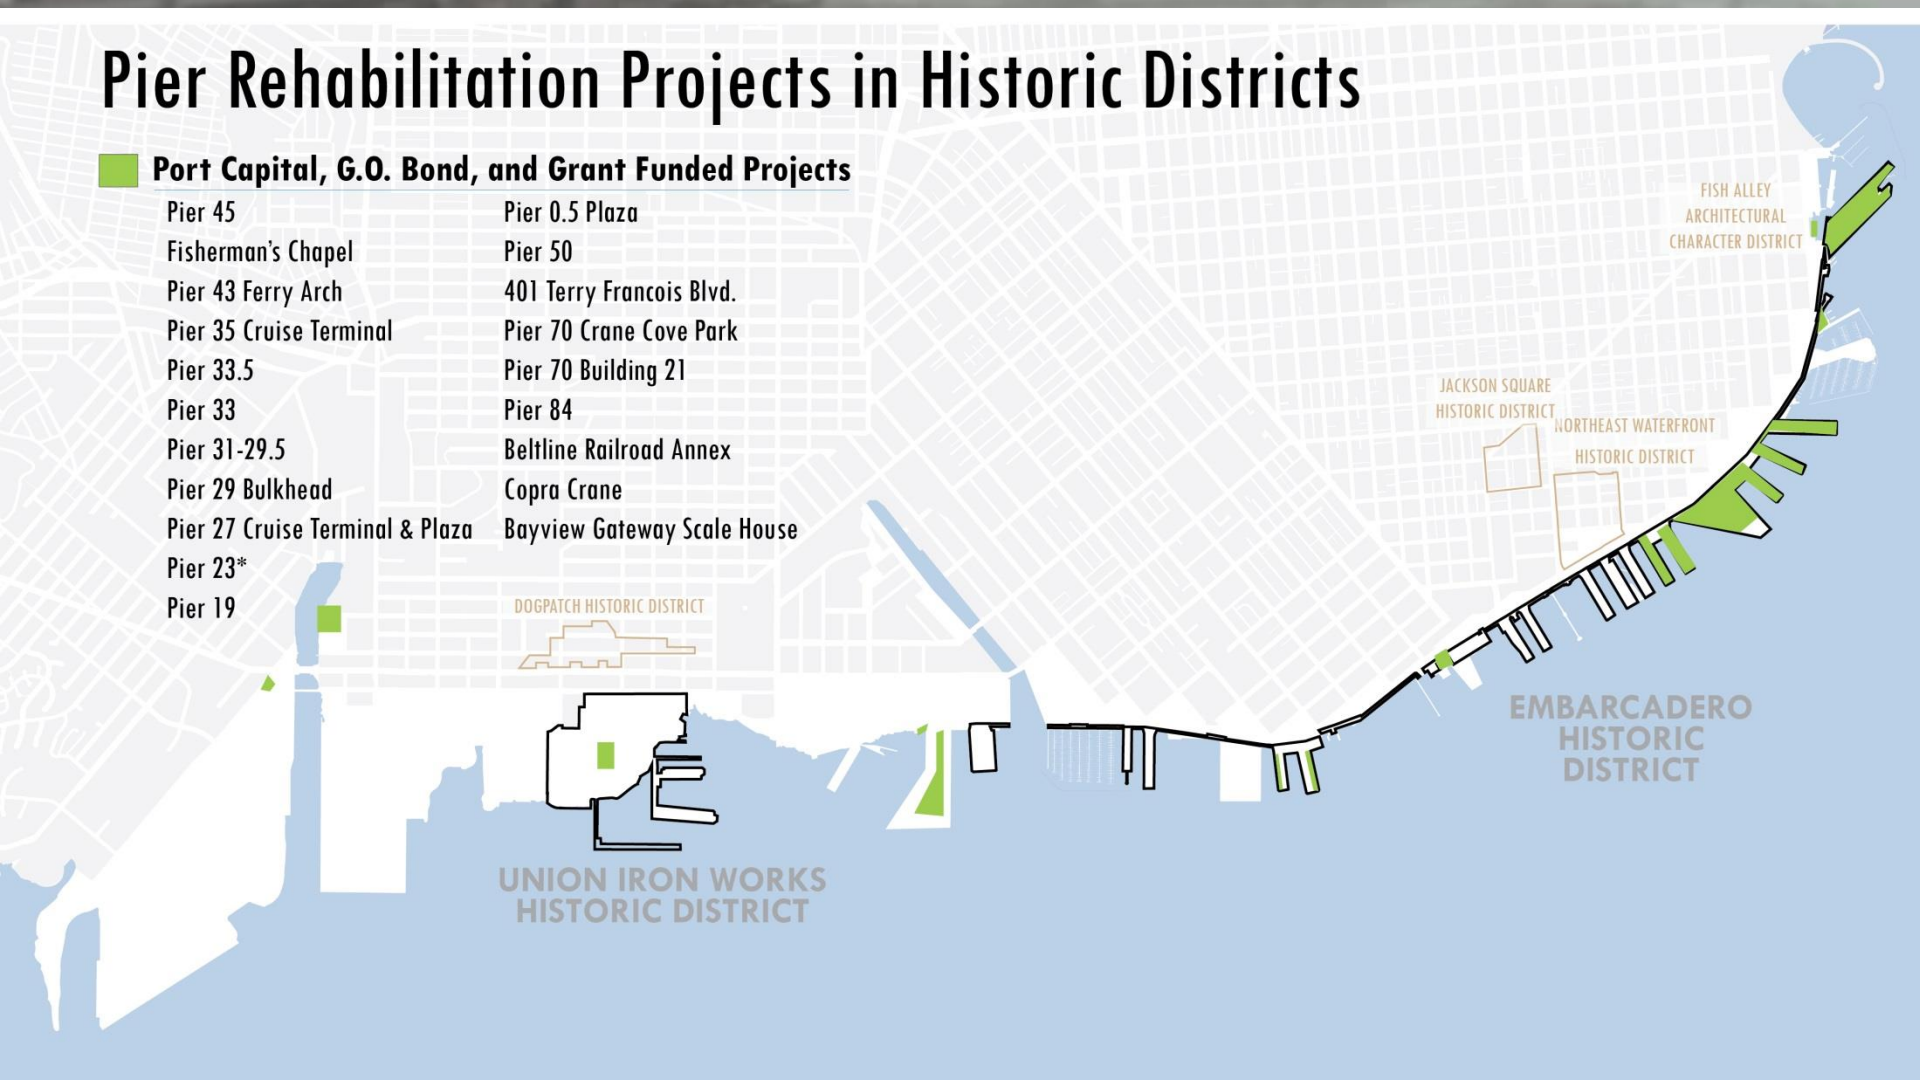 Pier Rehabilitation Projects in Historic Districts
Port Capital, G.O. Bond, and Grant Funded Projects
Pier 45
Fisherman's Chapel
Pier 43 Ferry Arch
Pier 35 Cruise Terminal
Pier 33.5
Pier 33
Pier 31-29.5
Pier 29 Bulkhead
Pier 27 Cruise Terminal & Plaza
Pier 23*
Pier 19
Pier 0.5 Plaza
Pier 50
401 Terry Francois Blvd.
Pier 70 Crane Cove Park
Pier 70 Building 21
Pier 84
Beltline Railroad Annex
Copra Crane
Bayview Gateway Scale House
FISH ALLEY
ARCHITECTURAL
CHARACTER DISTRICT
JACKSON SQUARE
HISTORIC DISTRICT
NORTHEAST WATERFRONT
HISTORIC DISTRICT
DOGPATCH HISTORIC DISTRICT
EMBARCADERO
HISTORIC
DISTRICT
UNION IRON WORKS
HISTORIC DISTRICT